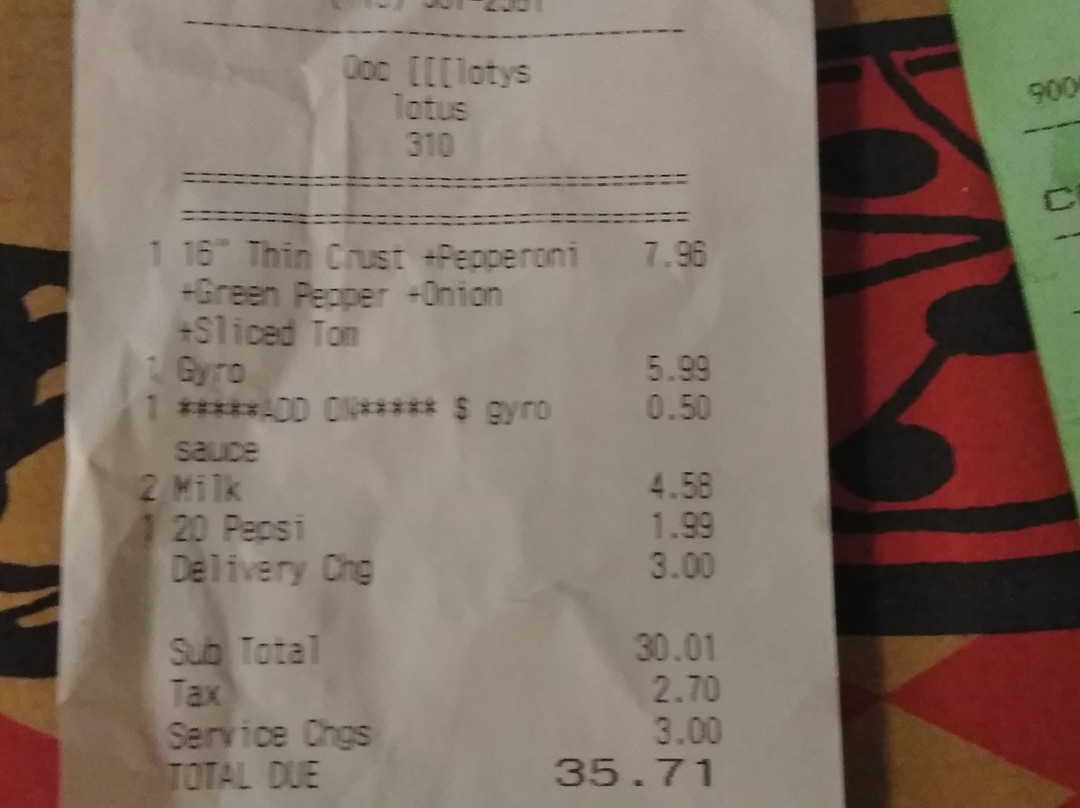 Doc [[[lotys
lotus
310
1 16" Thin Crust +Pepperoni 7.96
+Green Pepper +Onion
+Sliced Tom
1 Gyro 5.99
1 *****ADD ON***** $ gyro 0.50
sauce
2 Milk 4.58
1 20 Pepsi 1.99
Delivery Chg 3.00
Sub Total 30.01
Tax 2.70
Service Chgs 3.00
TOTAL DUE 35.71
900